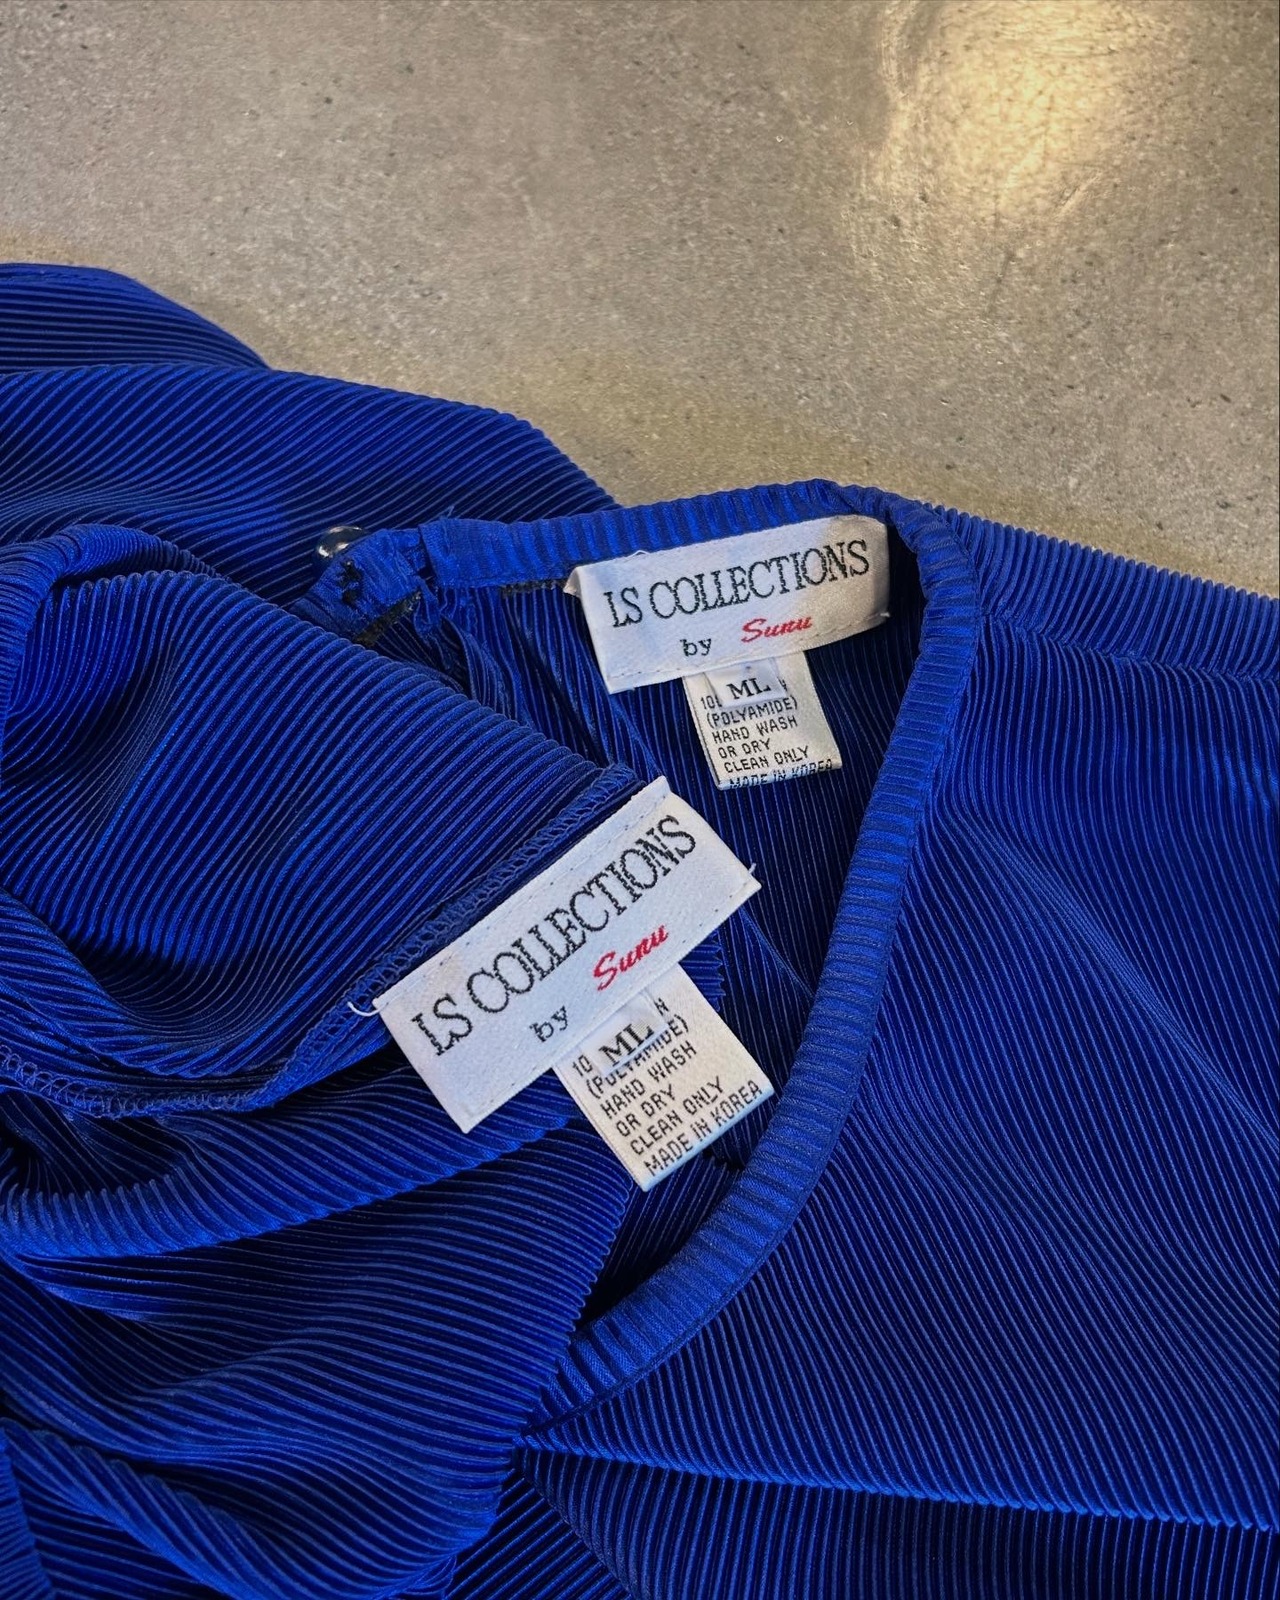 LS COLLECTIONS
by Sunu
ML
(POLYAMIDE)
HAND WASH
OR DRY
CLEAN ONLY
MADE IN KOREA
LS COLLECTIONS
by Sunu
ML
(POLYAMIDE)
HAND WASH
OR DRY
CLEAN ONLY
MADE IN KOREA